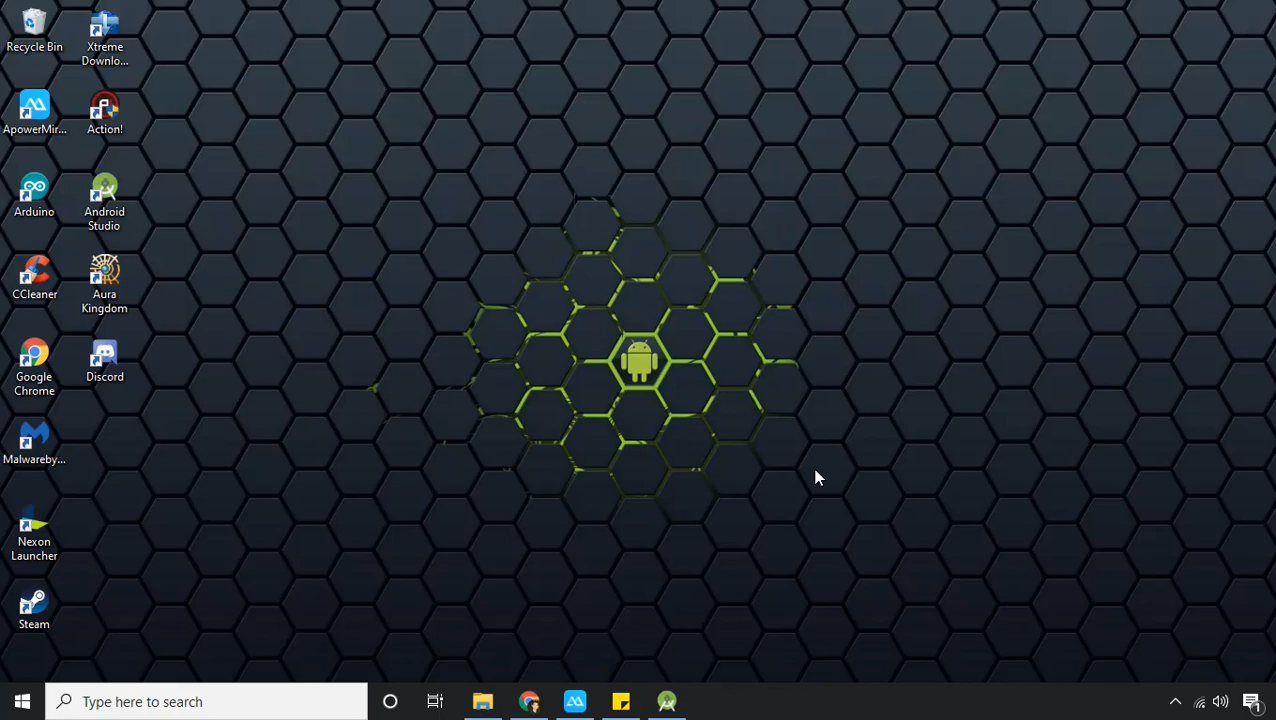 Recycle Bin
Xtreme
Downlo...
ApowerMir...
Action!
Arduino
Android
Studio
CCleaner
Aura
Kingdom
Google
Chrome
Discord
Malwareby...
Nexon
Launcher
Steam
Type here to search
1